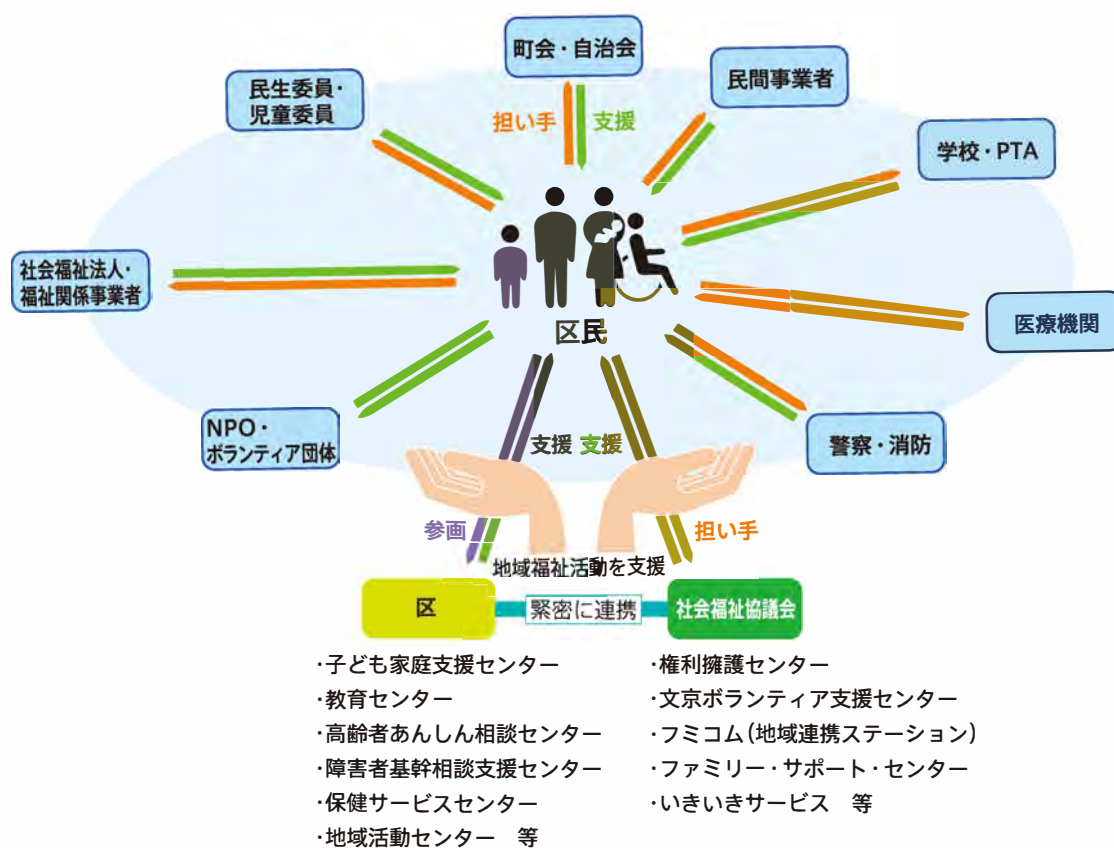 町会・自治会
民生委員・
児童委員
民間事業者
担い手
支援
学校・PTA
社会福祉法人・
福祉関係事業者
医療機関
区民
NPO・
ボランティア団体
支援
支援
警察・消防
参画
担い手
地域福祉活動を支援
区
緊密に連携
社会福祉協議会
・子ども家庭支援センター
・教育センター
・高齢者あんしん相談センター
・障害者基幹相談支援センター
・保健サービスセンター
・地域活動センター　等
・権利擁護センター
・文京ボランティア支援センター
・フミコム(地域連携ステーション)
・ファミリー・サポート・センター
・いきいきサービス　等